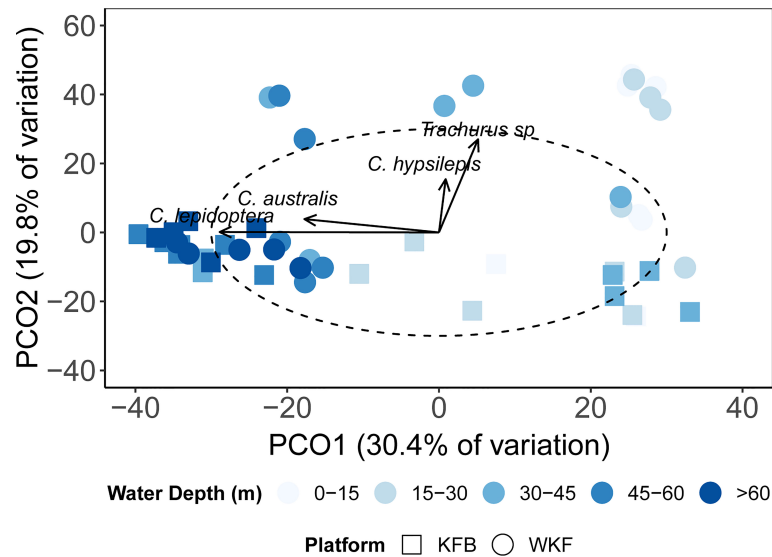 60
40
20
0
−20
−40
PCO2 (19.8% of variation)
Trachurus sp
C. hypsilepis
C. australis
C. lepidoptera
−40 −20 0 20 40
PCO1 (30.4% of variation)
Water Depth (m) 0-15 15-30 30-45 45-60 >60
Platform KFB WKF